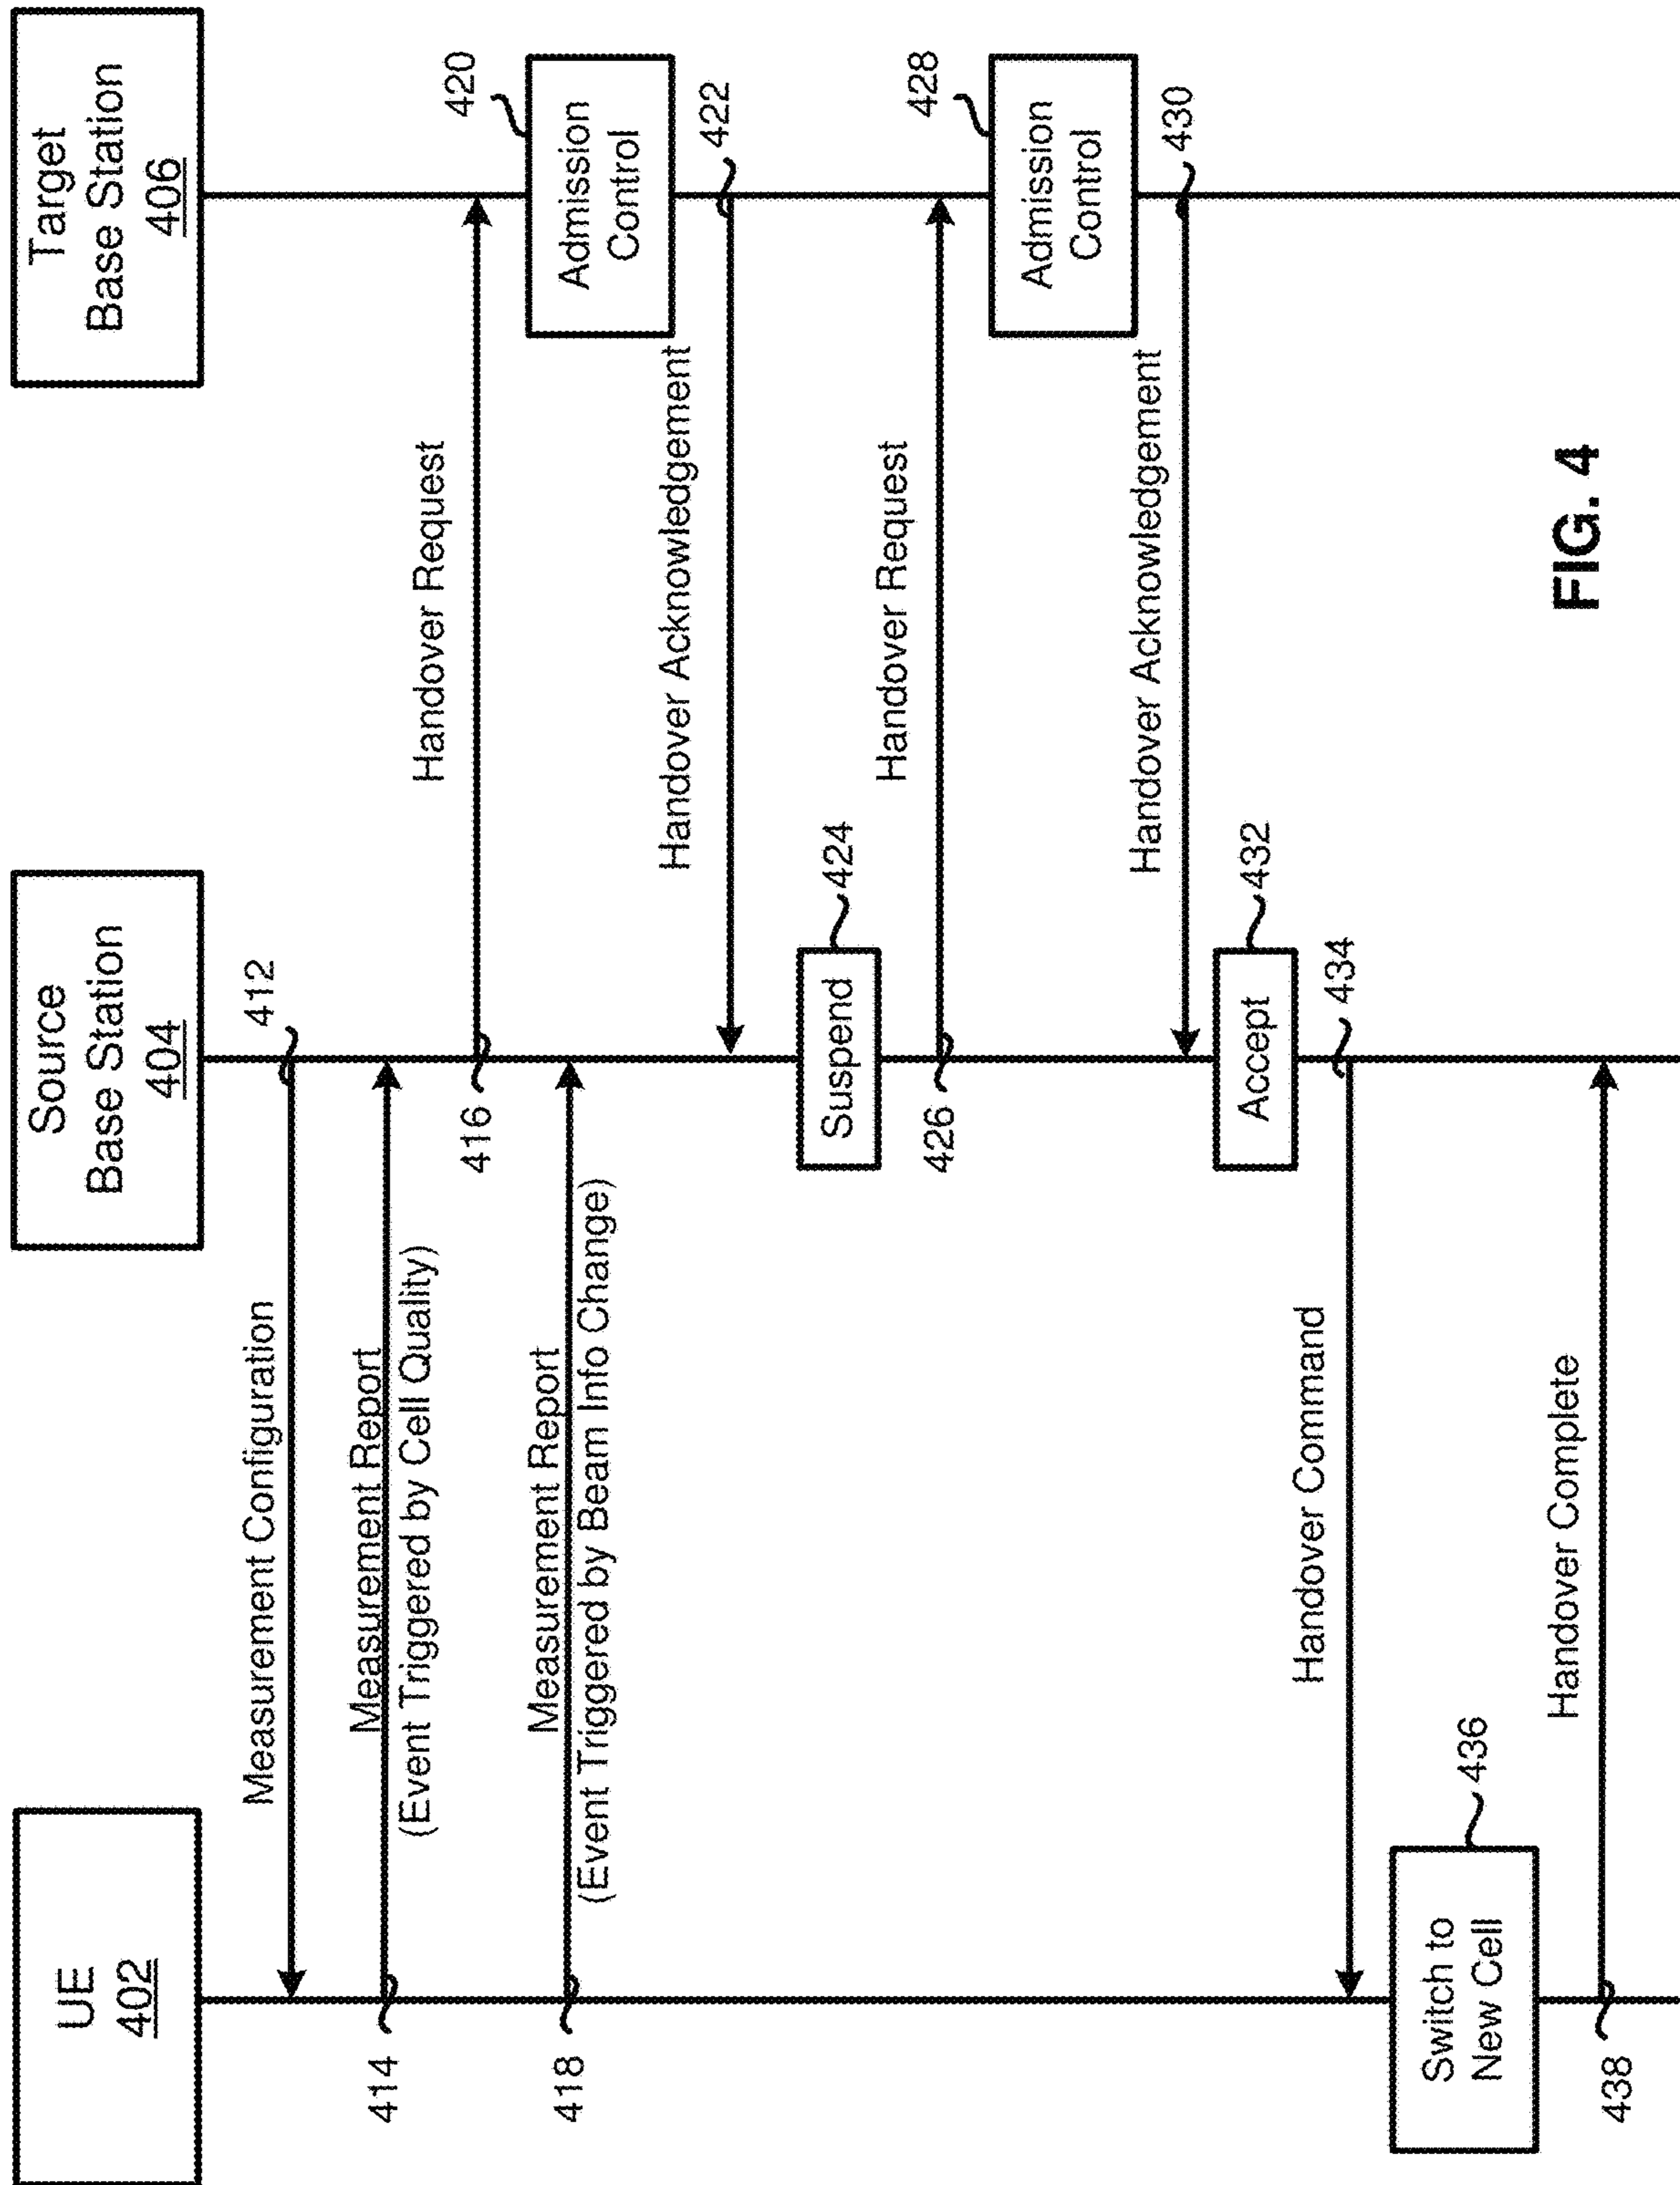 UE
402
Source
Base Station
404
Target
Base Station
406
412
Measurement Configuration
414
Measurement Report
(Event Triggered by Cell Quality)
416
Handover Request
418
Measurement Report
(Event Triggered by Beam Info Change)
420
Admission
Control
422
Handover Acknowledgement
Suspend
424
426
Handover Request
428
Admission
Control
430
Handover Acknowledgement
Accept
432
434
Handover Command
Switch to
New Cell
436
438
Handover Complete
FIG. 4